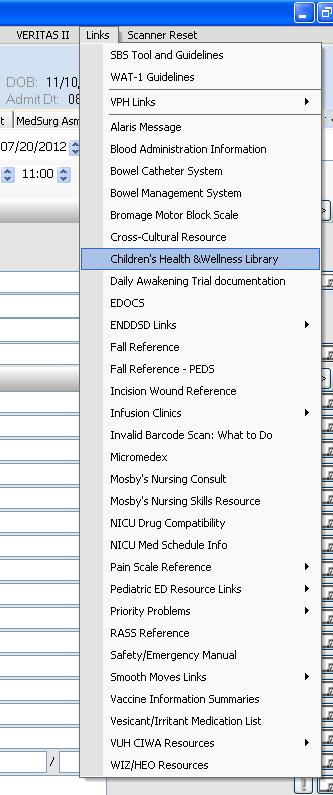 VERITAS II Links Scanner Reset
SBS Tool and Guidelines
WAT-1 Guidelines
DOB: 11/10,
Admit Dt: 08
VPH Links
MedSurg Asm
Alaris Message
07/20/2012
Blood Administration Information
11:00
Bowel Catheter System
Bowel Management System
Bromage Motor Block Scale
Cross-Cultural Resource
Children's Health &Wellness Library
Daily Awakening Trial documentation
EDOCS
ENDDSD Links
Fall Reference
Fall Reference - PEDS
Incision Wound Reference
Infusion Clinics
Invalid Barcode Scan: What to Do
Micromedex
Mosby's Nursing Consult
Mosby's Nursing Skills Resource
NICU Drug Compatibility
NICU Med Schedule Info
Pain Scale Reference
Pediatric ED Resource Links
Priority Problems
RASS Reference
Safety/Emergency Manual
Smooth Moves Links
Vaccine Information Summaries
Vesicant/Irritant Medication List
VUH CIWA Resources
/
WIZ/HEO Resources